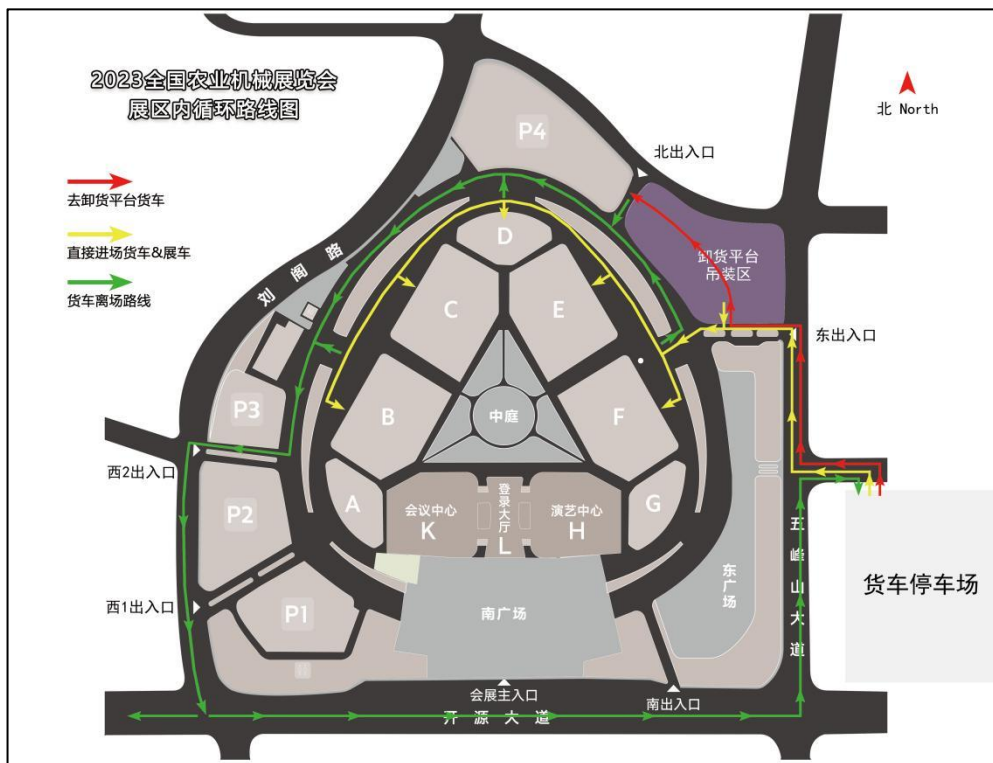 2023全国农业机械展览会
展区内循环路线图
北 North
去卸货平台货车
直接进场货车&展车
货车离场路线
P4
北出入口
卸货平台
吊装区
东出入口
刘阁路
D
C
E
B
F
中庭
P3
西2出入口
P2
A
会议中心
K
登录大厅
L
演艺中心
H
G
东广场
五峰山大道
货车停车场
西1出入口
P1
南广场
会展主入口
南出入口
开源大道